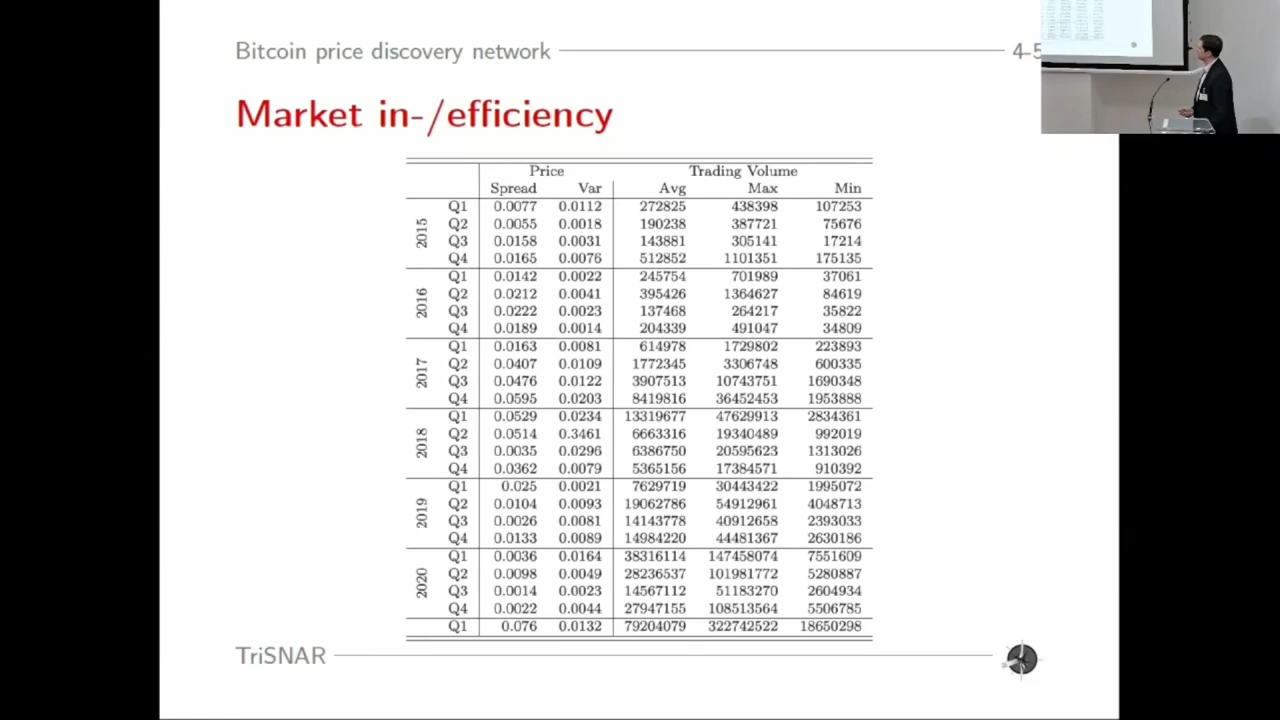 Bitcoin price discovery network 4-5
Market in-/efficiency
Price Trading Volume
Spread Var Avg Max Min
2015
Q1 0.0077 0.0112 272825 438398 107253
Q2 0.0055 0.0018 190238 387721 75676
Q3 0.0158 0.0031 143881 305141 17214
Q4 0.0165 0.0076 512852 1101351 175135
2016
Q1 0.0142 0.0022 245754 701989 37061
Q2 0.0212 0.0041 395426 1364627 84619
Q3 0.0222 0.0023 137468 264217 35822
Q4 0.0189 0.0014 204339 491047 34809
2017
Q1 0.0163 0.0081 614978 1729802 223893
Q2 0.0407 0.0109 1772345 3306748 600335
Q3 0.0476 0.0122 3907513 10743751 1690348
Q4 0.0595 0.0203 8419816 36452453 1953888
2018
Q1 0.0529 0.0234 13319677 47629913 2834361
Q2 0.0514 0.3461 6663316 19340489 992019
Q3 0.0035 0.0296 6386750 20595623 1313026
Q4 0.0362 0.0079 5365156 17384571 910392
2019
Q1 0.025 0.0021 7629719 30443422 1995072
Q2 0.0104 0.0093 19062786 54912961 4048713
Q3 0.0026 0.0081 14143778 40912658 2393033
Q4 0.0133 0.0089 14984220 44481367 2630186
2020
Q1 0.0036 0.0164 38316114 147458074 7551609
Q2 0.0098 0.0049 28236537 101981772 5280887
Q3 0.0014 0.0023 14567112 51183270 2604934
Q4 0.0022 0.0044 27947155 108513564 5506785
Q1 0.076 0.0132 79204079 322742522 18650298
TriSNAR